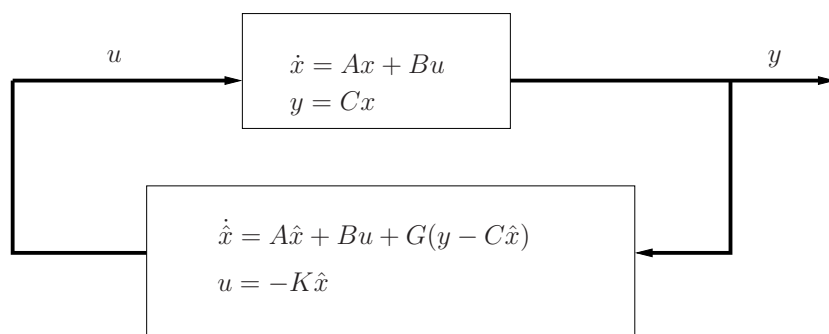 u
y
ẋ = Ax + Bu
y = Cx
x̂̇ = Ax̂ + Bu + G(y − Cx̂)
u = −Kx̂